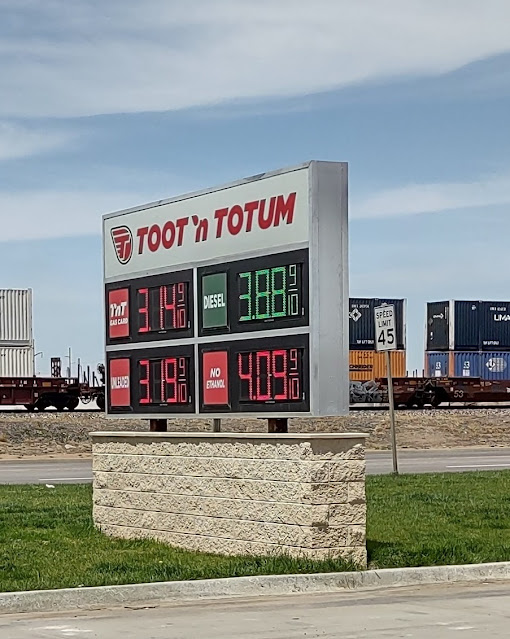 TOOT 'n TOTUM
TNT
GAS CARD
3.14 9/10
DIESEL
3.88 9/10
UNLEADED
3.19 9/10
NO
ETHANOL
4.09 9/10
SPEED
LIMIT
45